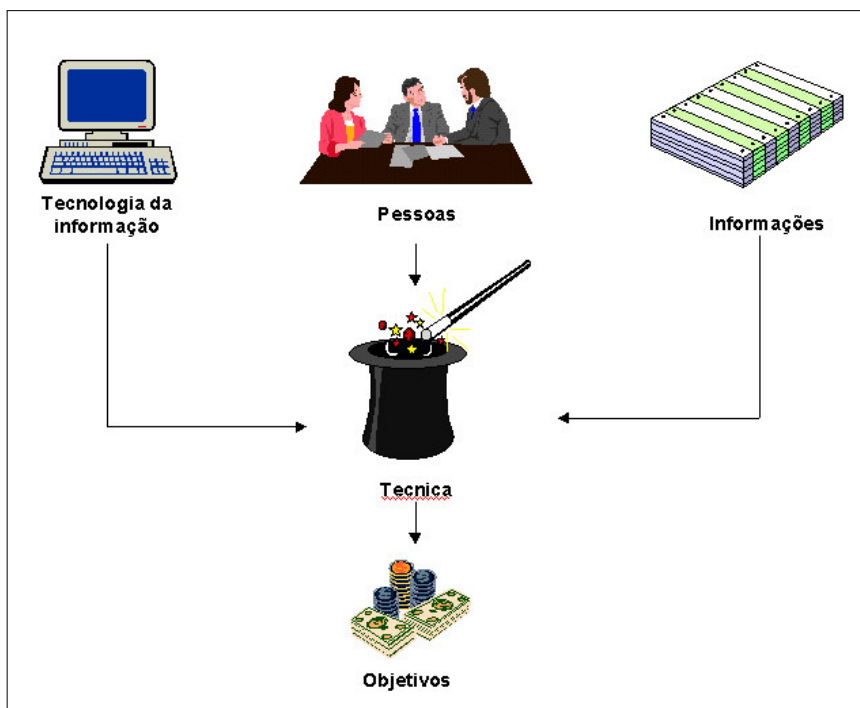 Tecnologia da
informação
Pessoas
Informações
Tecnica
Objetivos